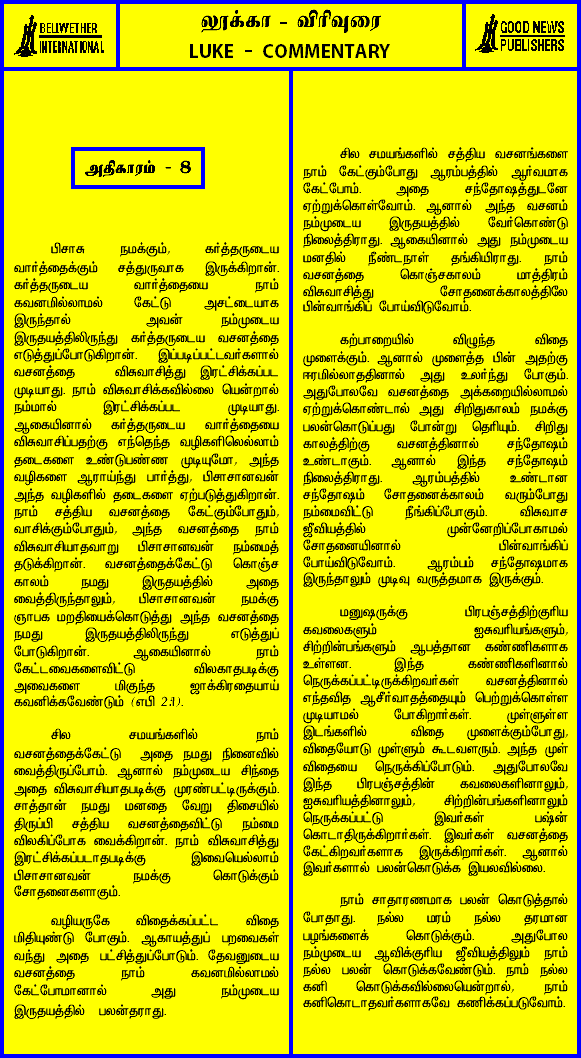 BELWETHER
INTERNATIONAL
லூக்கா - விரிவுரை
LUKE - COMMENTARY
GOOD NEWS
PUBLISHERS
அதிகாரம் - 8
பிசாசு நமக்கும், கர்த்தருடைய
வார்த்தைக்கும் சத்துருவாக இருக்கிறான்.
கர்த்தருடைய வார்த்தையை நாம்
கவனமில்லாமல் கேட்டு அசட்டையாக
இருந்தால் அவன் நம்முடைய
இருதயத்திலிருந்து கர்த்தருடைய வசனத்தை
எடுத்துப்போடுகிறான். இப்படிப்பட்டவர்களால்
வசனத்தை விசுவாசித்து இரட்சிக்கப்பட
முடியாது. நாம் விசுவாசிக்கவில்லை யென்றால்
நம்மால் இரட்சிக்கப்பட முடியாது.
ஆகையினால் கர்த்தருடைய வார்த்தையை
விசுவாசிப்பதற்கு எந்தெந்த வழிகளிலெல்லாம்
தடைகளை உண்டுபண்ண முடியுமோ, அந்த
வழிகளை ஆராய்ந்து பார்த்து, பிசாசானவன்
அந்த வழிகளில் தடைகளை ஏற்படுத்துகிறான்.
நாம் சத்திய வசனத்தை கேட்கும்போதும்,
வாசிக்கும்போதும், அந்த வசனத்தை நாம்
விசுவாசியாதவாறு பிசாசானவன் நம்மைத்
தடுக்கிறான். வசனத்தைக்கேட்டு கொஞ்ச
காலம் நமது இருதயத்தில் அதை
வைத்திருந்தாலும், பிசாசானவன் நமக்கு
ஞாபக மறதியைக்கொடுத்து அந்த வசனத்தை
நமது இருதயத்திலிருந்து எடுத்துப்
போடுகிறான். ஆகையினால் நாம்
கேட்டவைகளைவிட்டு விலகாதபடிக்கு
அவைகளை மிகுந்த ஜாக்கிரதையாய்
கவனிக்கவேண்டும் (எபி 2:1).
சில சமயங்களில் நாம்
வசனத்தைக்கேட்டு அதை நமது நினைவில்
வைத்திருப்போம். ஆனால் நம்முடைய சிந்தை
அதை விசுவாசியாதபடிக்கு முரண்பட்டிருக்கும்.
சாத்தான் நமது மனதை வேறு திசையில்
திருப்பி சத்திய வசனத்தைவிட்டு நம்மை
விலகிப்போக வைக்கிறான். நாம் விசுவாசித்து
இரட்சிக்கப்படாதபடிக்கு இவையெல்லாம்
பிசாசானவன் நமக்கு கொடுக்கும்
சோதனைகளாகும்.
வழியருகே விதைக்கப்பட்ட விதை
மிதியுண்டு போகும். ஆகாயத்துப் பறவைகள்
வந்து அதை பட்சித்துப்போடும். தேவனுடைய
வசனத்தை நாம் கவனமில்லாமல்
கேட்போமானால் அது நம்முடைய
இருதயத்தில் பலன்தராது.
சில சமயங்களில் சத்திய வசனங்களை
நாம் கேட்கும்போது ஆரம்பத்தில் ஆர்வமாக
கேட்போம். அதை சந்தோஷத்துடனே
ஏற்றுக்கொள்வோம். ஆனால் அந்த வசனம்
நம்முடைய இருதயத்தில் வேர்கொண்டு
நிலைத்திராது. ஆகையினால் அது நம்முடைய
மனதில் நீண்டநாள் தங்கியிராது. நாம்
வசனத்தை கொஞ்சகாலம் மாத்திரம்
விசுவாசித்து சோதனைக்காலத்திலே
பின்வாங்கிப் போய்விடுவோம்.
கற்பாறையில் விழுந்த விதை
முளைக்கும். ஆனால் முளைத்த பின் அதற்கு
ஈரமில்லாததினால் அது உலர்ந்து போகும்.
அதுபோலவே வசனத்தை அக்கறையில்லாமல்
ஏற்றுக்கொண்டால் அது சிறிதுகாலம் நமக்கு
பலன்கொடுப்பது போன்று தெரியும். சிறிது
காலத்திற்கு வசனத்தினால் சந்தோஷம்
உண்டாகும். ஆனால் இந்த சந்தோஷம்
நிலைத்திராது. ஆரம்பத்தில் உண்டான
சந்தோஷம் சோதனைக்காலம் வரும்போது
நம்மைவிட்டு நீங்கிப்போகும். விசுவாச
ஜீவியத்தில் முன்னேறிப்போகாமல்
சோதனையினால் பின்வாங்கிப்
போய்விடுவோம். ஆரம்பம் சந்தோஷமாக
இருந்தாலும் முடிவு வருத்தமாக இருக்கும்.
மனுஷருக்கு பிரபஞ்சத்திற்குரிய
கவலைகளும் ஐசுவரியங்களும்,
சிற்றின்பங்களும் ஆபத்தான கண்ணிகளாக
உள்ளன. இந்த கண்ணிகளினால்
நெருக்கப்பட்டிருக்கிறவர்கள் வசனத்தினால்
எந்தவித ஆசீர்வாதத்தையும் பெற்றுக்கொள்ள
முடியாமல் போகிறார்கள். முள்ளுள்ள
இடங்களில் விதை முளைக்கும்போது,
விதையோடு முள்ளும் கூடவளரும். அந்த முள்
விதையை நெருக்கிப்போடும். அதுபோலவே
இந்த பிரபஞ்சத்தின் கவலைகளினாலும்,
ஐசுவரியத்தினாலும், சிற்றின்பங்களினாலும்
நெருக்கப்பட்டு இவர்கள் பஷ்ன்
கொடாதிருக்கிறார்கள். இவர்கள் வசனத்தை
கேட்கிறவர்களாக இருக்கிறார்கள். ஆனால்
இவர்களால் பலன்கொடுக்க இயலவில்லை.
நாம் சாதாரணமாக பலன் கொடுத்தால்
போதாது. நல்ல மரம் நல்ல தரமான
பழங்களைக் கொடுக்கும். அதுபோல
நம்முடைய ஆவிக்குரிய ஜீவியத்திலும் நாம்
நல்ல பலன் கொடுக்கவேண்டும். நாம் நல்ல
கனி கொடுக்கவில்லையென்றால், நாம்
கனிகொடாதவர்களாகவே கணிக்கப்படுவோம்.